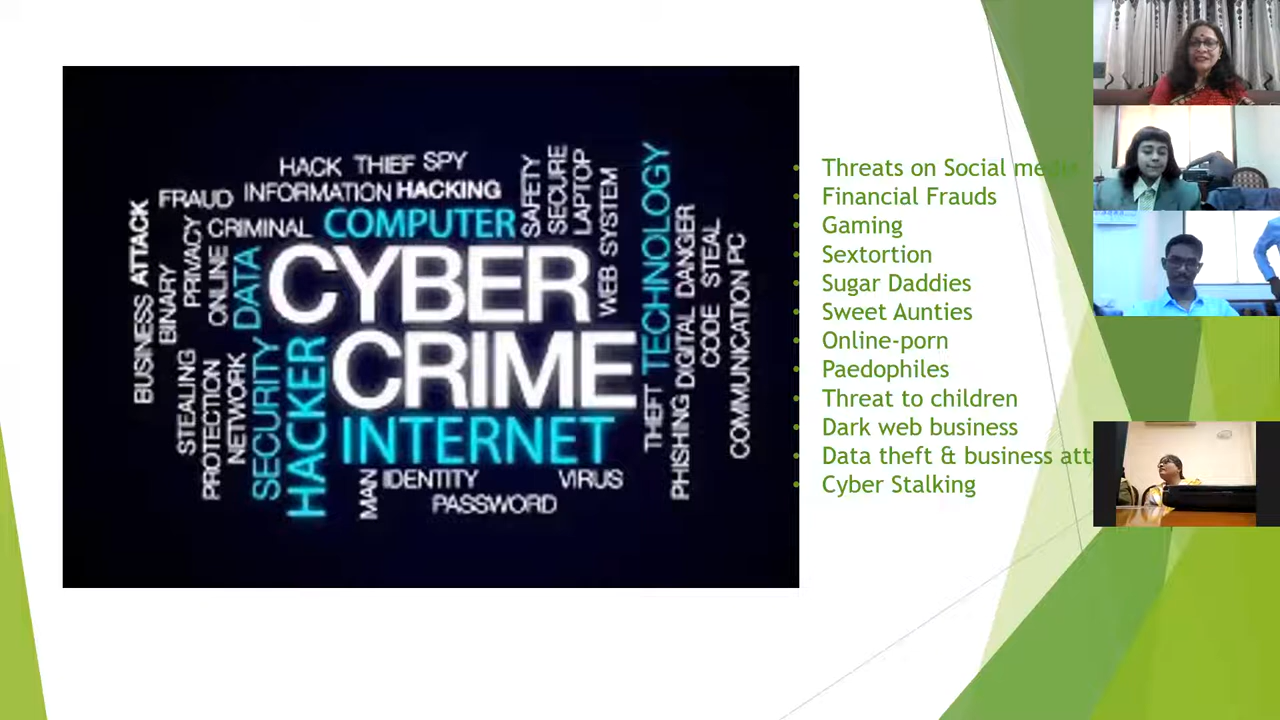 HACK THIEF SPY
FRAUD INFORMATION HACKING
CRIMINAL COMPUTER
SAFETY
SECURE
LAPTOP
WEB SYSTEM
TECHNOLOGY
BUSINESS ATTACK
BINARY
PRIVACY
ONLINE
DATA
CYBER
CRIME
INTERNET
STEALING
PROTECTION
NETWORK
SECURITY
HACKER
MAN
IDENTITY
VIRUS
PASSWORD
THEFT
PHISHING DIGITAL DANGER
CODE STEAL
COMMUNICATION PC
• Threats on Social media
• Financial Frauds
• Gaming
• Sextortion
• Sugar Daddies
• Sweet Aunties
• Online-porn
• Paedophiles
• Threat to children
• Dark web business
• Data theft & business
• Cyber Stalking